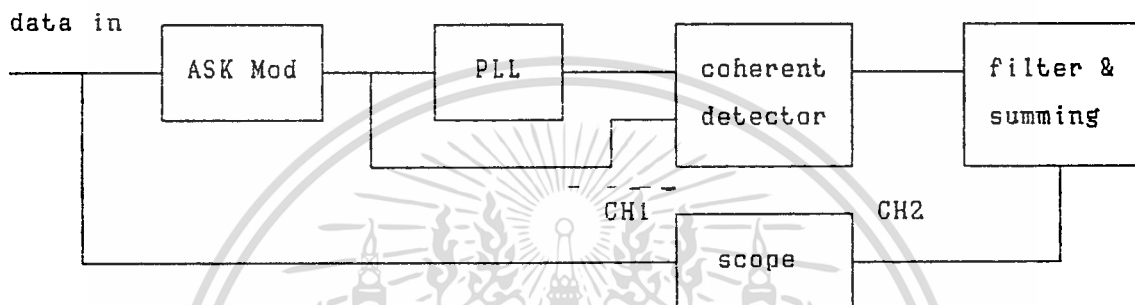 data in
ASK Mod
PLL
coherent
detector
filter &
summing
CH1
CH2
scope